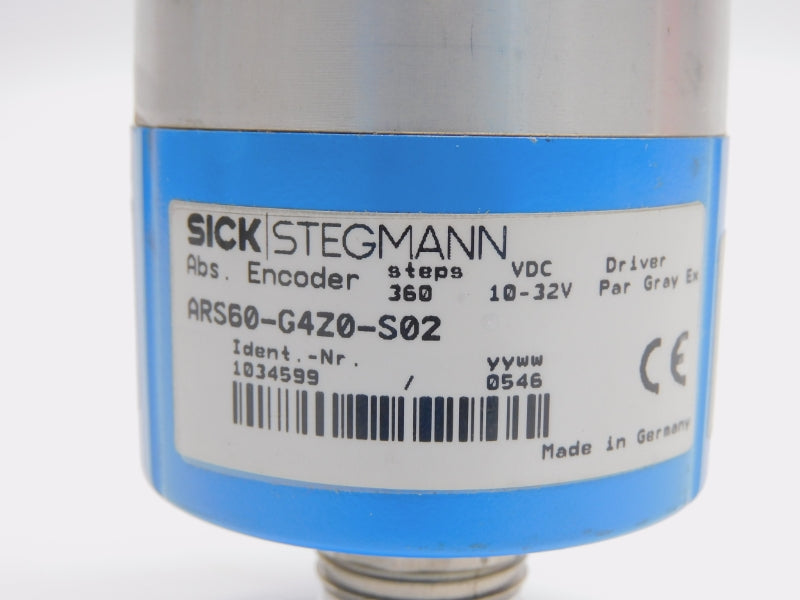 SICK|STEGMANN
Abs. Encoder steps VDC Driver
360 10-32V Par Gray Ex
ARS60-G4Z0-S02
Ident.-Nr. yyww
1034599 / 0546
CE
Made in Germany